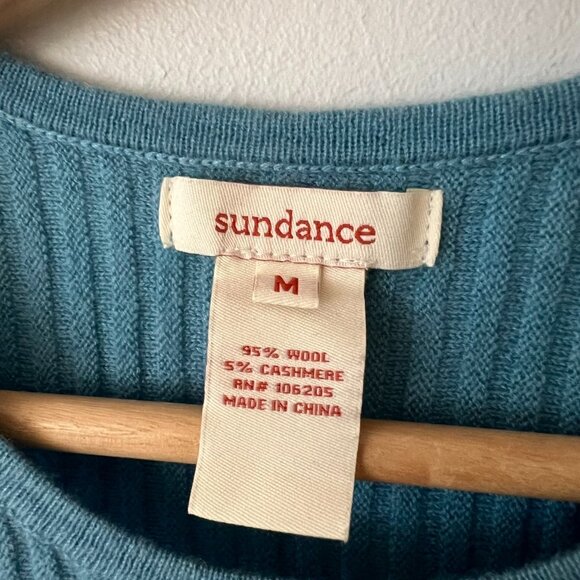 sundance
M
95% WOOL
5% CASHMERE
RN# 106205
MADE IN CHINA